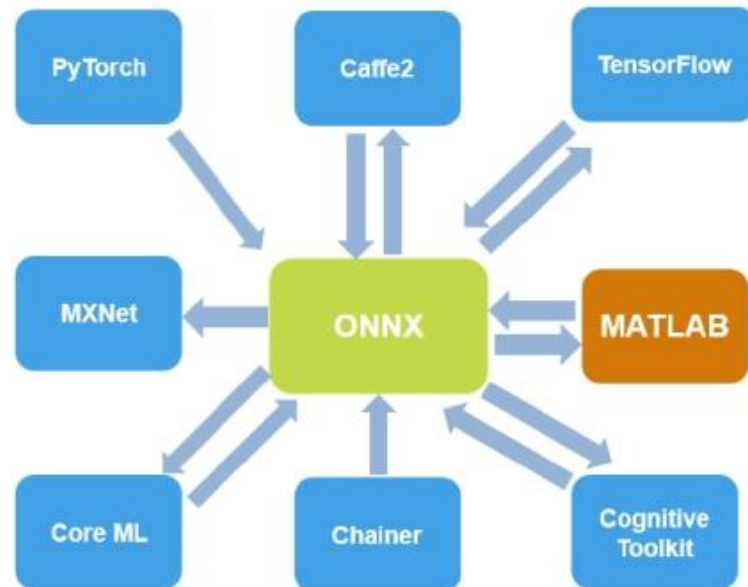 PyTorch
Caffe2
TensorFlow
MXNet
ONNX
MATLAB
Core ML
Chainer
Cognitive
Toolkit